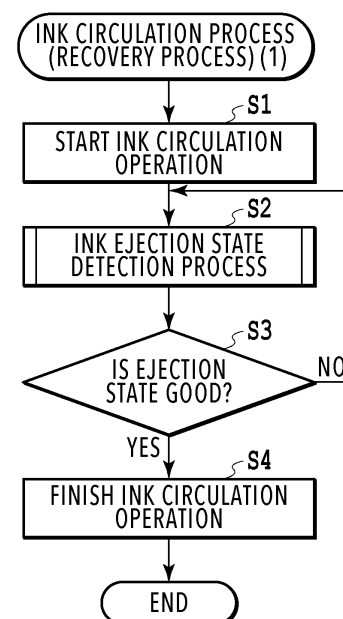 INK CIRCULATION PROCESS
(RECOVERY PROCESS) (1)
S1
START INK CIRCULATION
OPERATION
S2
INK EJECTION STATE
DETECTION PROCESS
S3
IS EJECTION
STATE GOOD?
NO
YES
S4
FINISH INK CIRCULATION
OPERATION
END